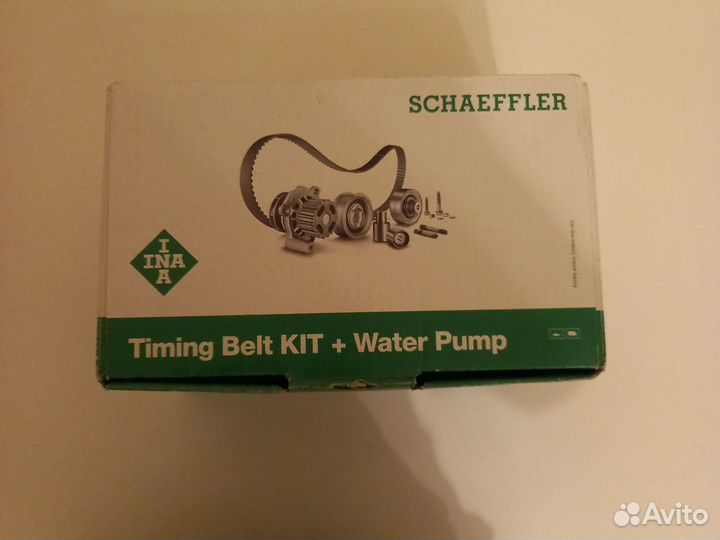 SCHAEFFLER
I
INA
A
Timing Belt KIT + Water Pump
Avito